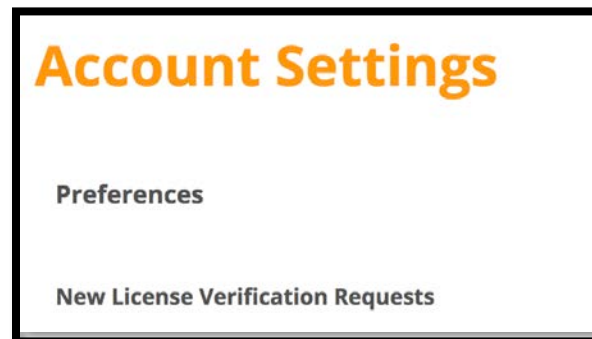 Account Settings
Preferences
New License Verification Requests